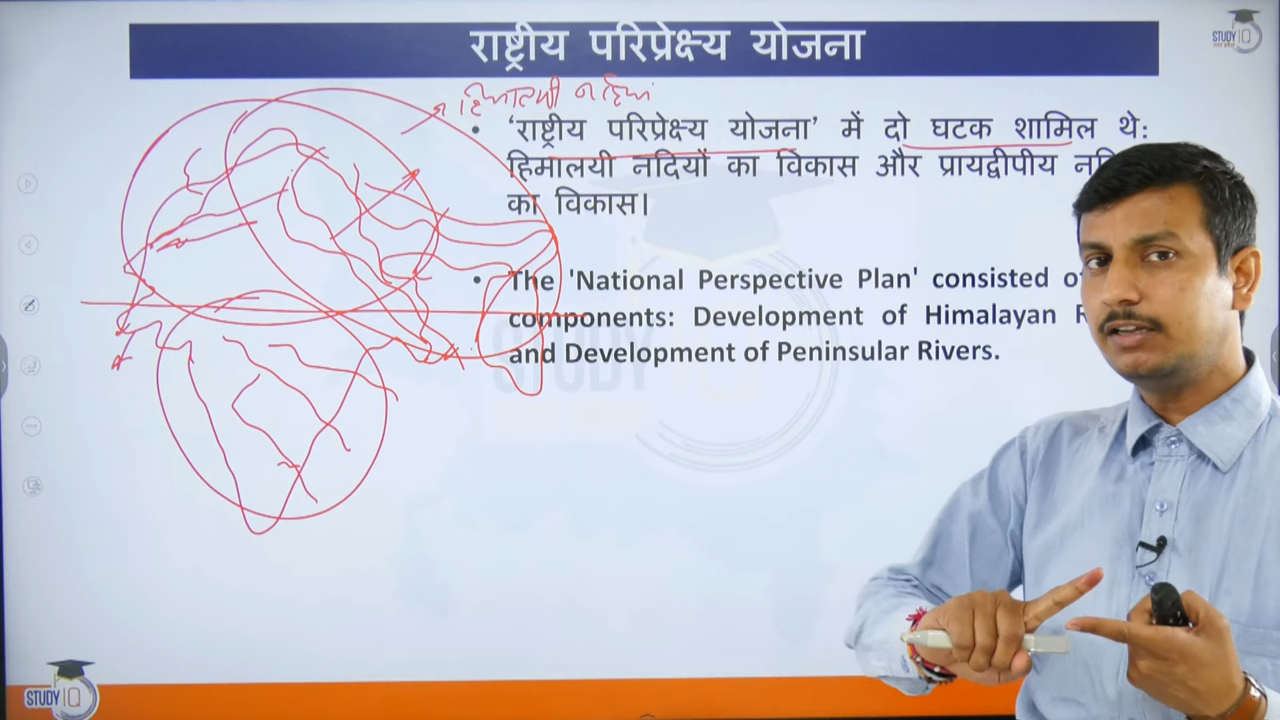 राष्ट्रीय परिप्रेक्ष्य योजना
STUDY IQ
हिमालयी नदियां
• ‘राष्ट्रीय परिप्रेक्ष्य योजना’ में दो घटक शामिल थे:
हिमालयी नदियों का विकास और प्रायद्वीपीय
का विकास।
• The 'National Perspective Plan' consisted
components: Development of Himalayan
and Development of Peninsular Rivers.
STUDY
STUDY IQ